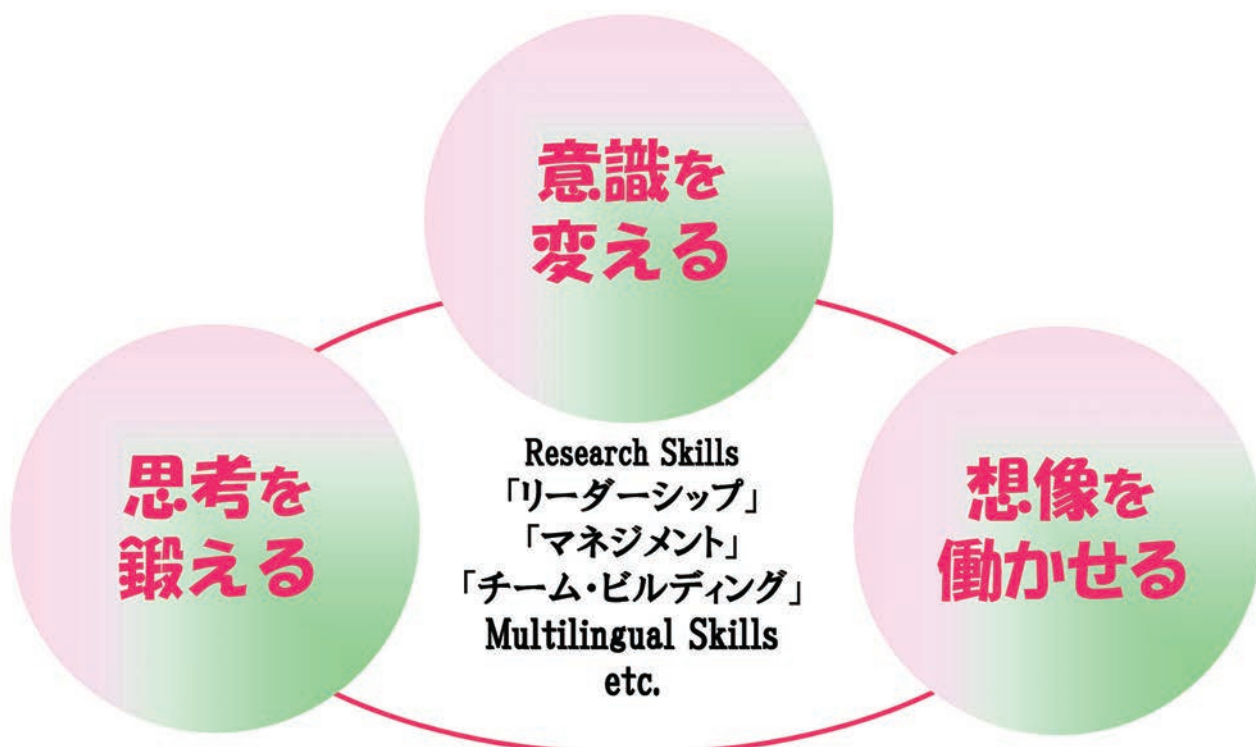 意識を
変える
思考を
鍛える
Research Skills
「リーダーシップ」
「マネジメント」
「チーム・ビルディング」
Multilingual Skills
etc.
想像を
働かせる